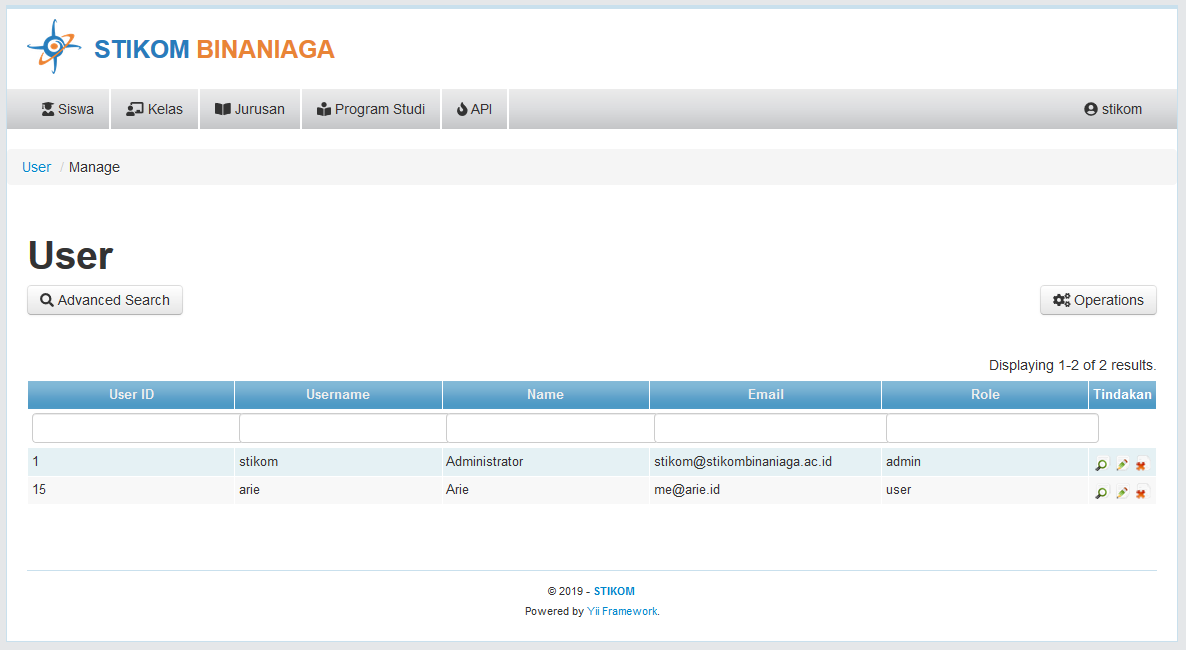 STIKOM BINANIAGA
Siswa Kelas Jurusan Program Studi API stikom
User / Manage
User
Advanced Search Operations
Displaying 1-2 of 2 results.
User ID Username Name Email Role Tindakan
1 stikom Administrator stikom@stikombinaniaga.ac.id admin
15 arie Arie me@arie.id user
© 2019 - STIKOM
Powered by Yii Framework.